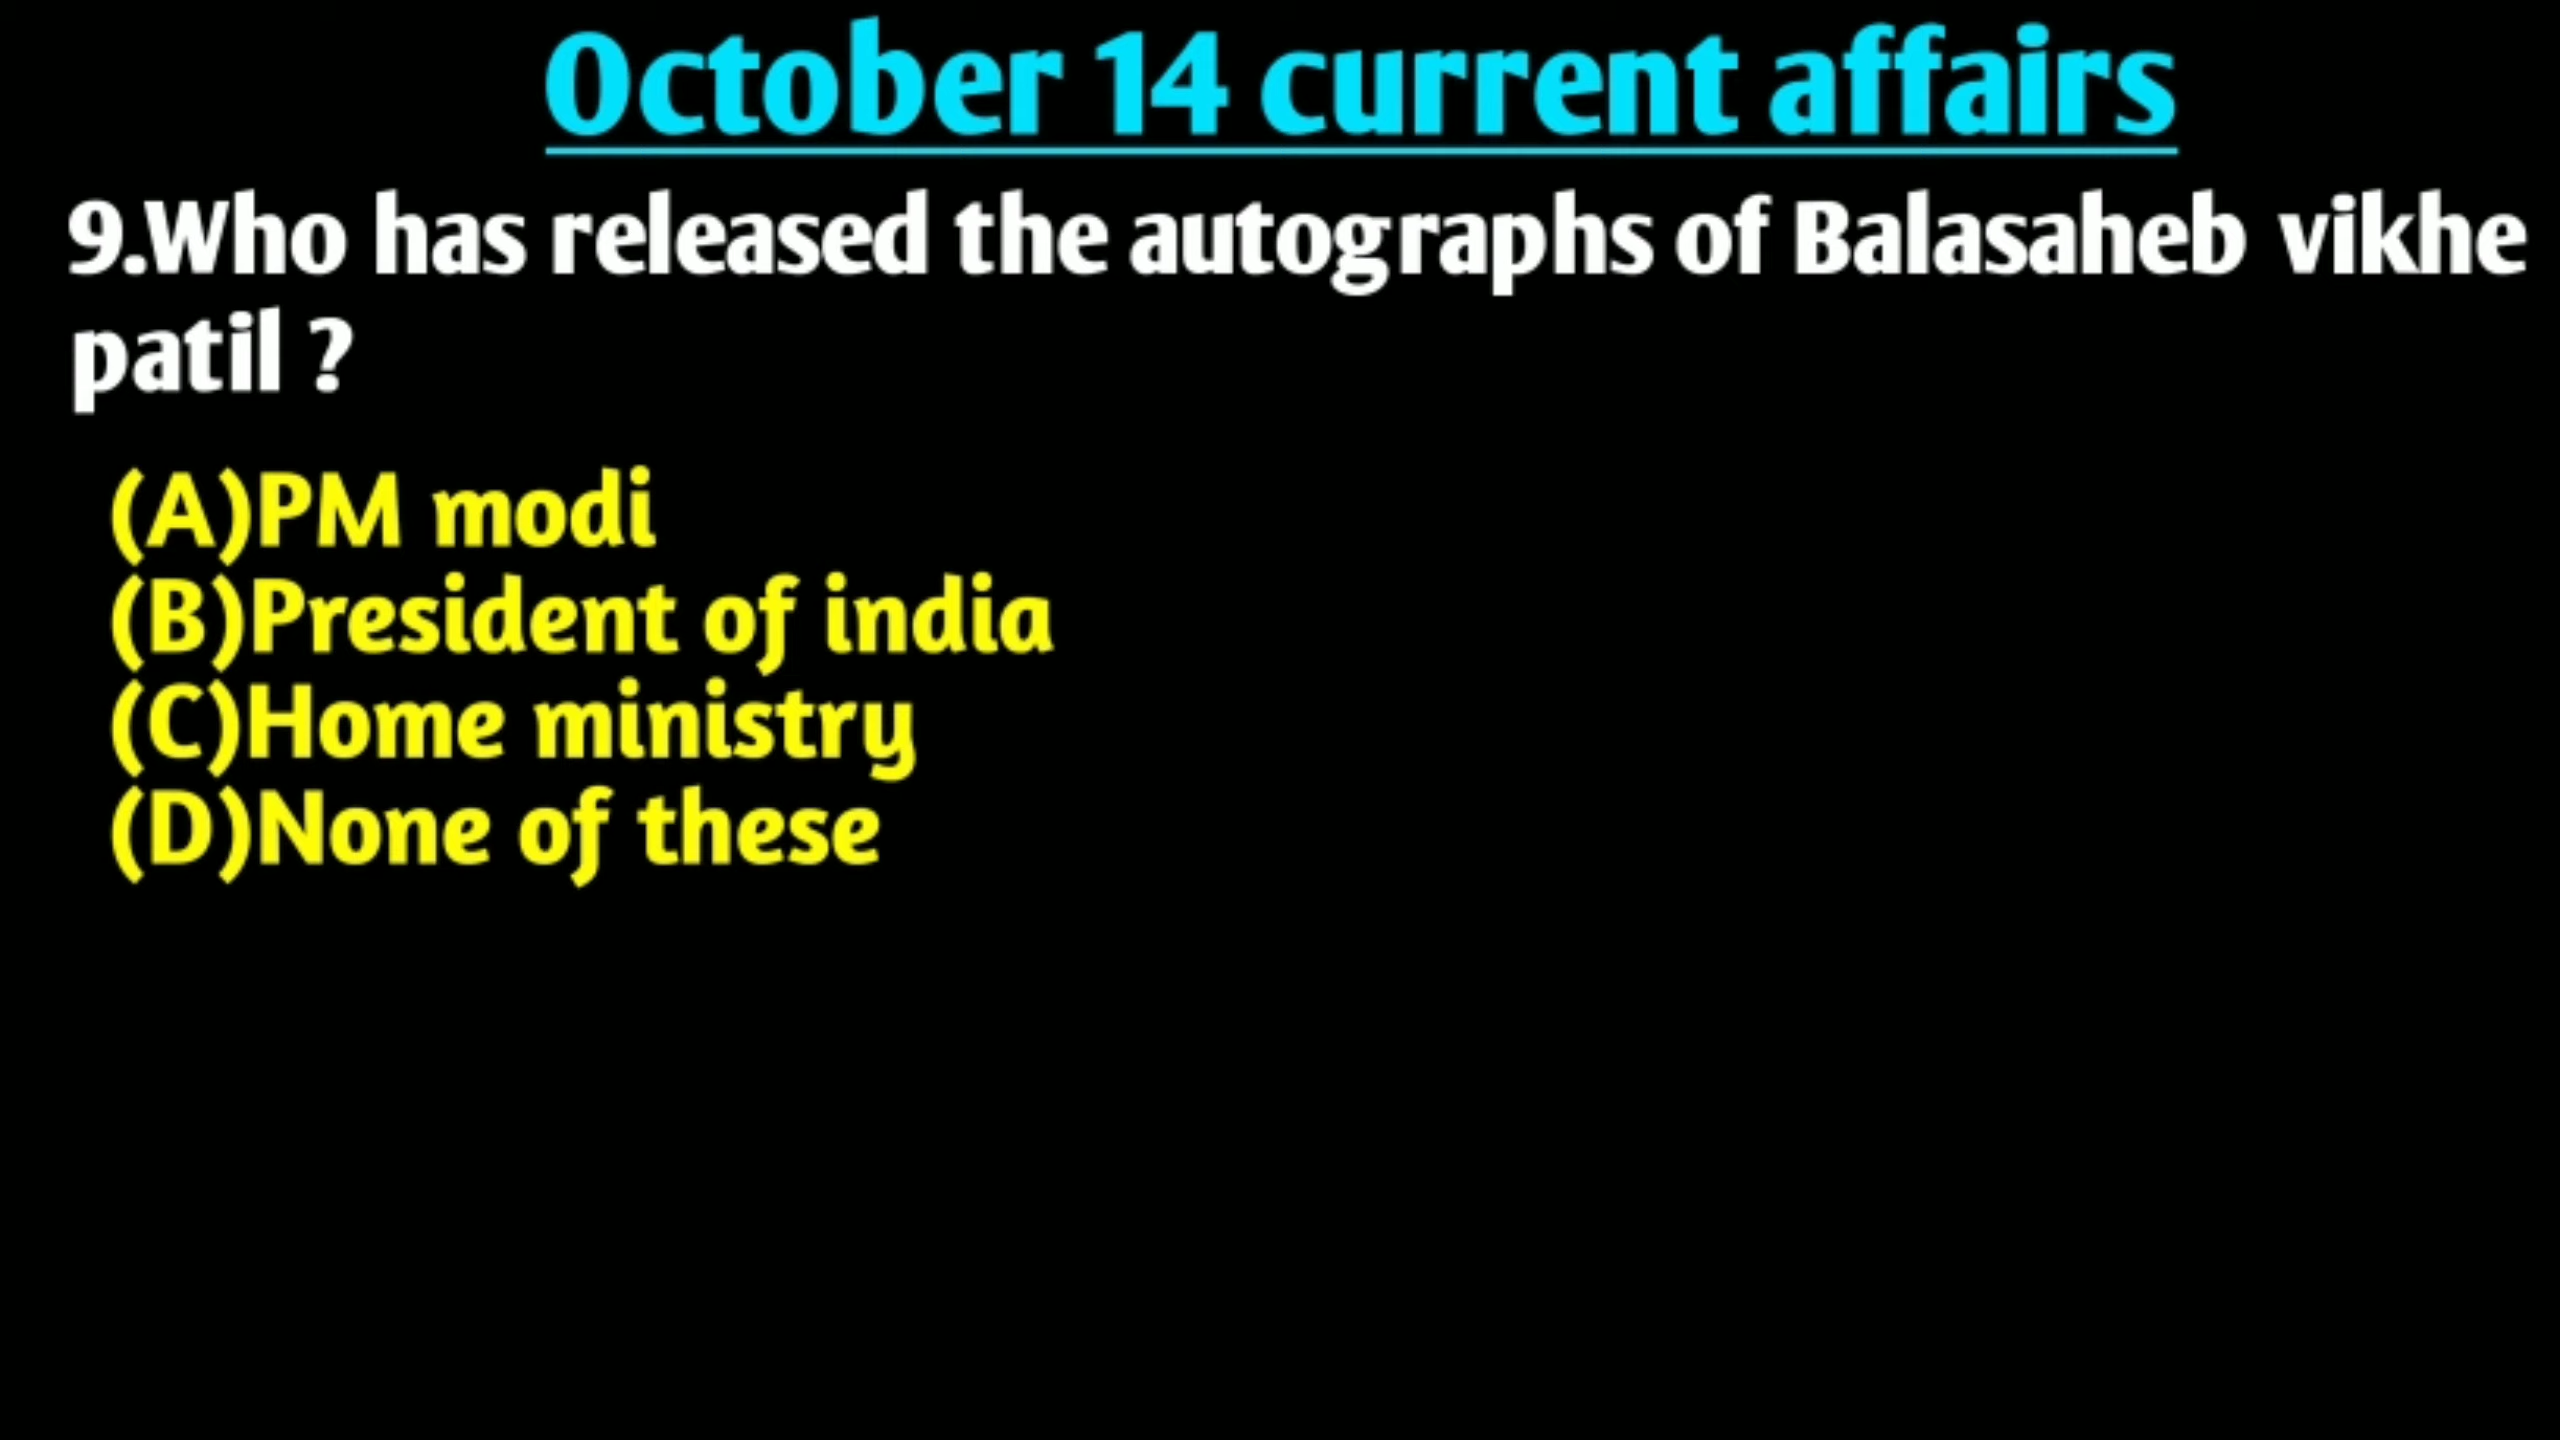 October 14 current affairs
9.Who has released the autographs of Balasaheb vikhe
patil ?
(A)PM modi
(B)President of india
(C)Home ministry
(D)None of these